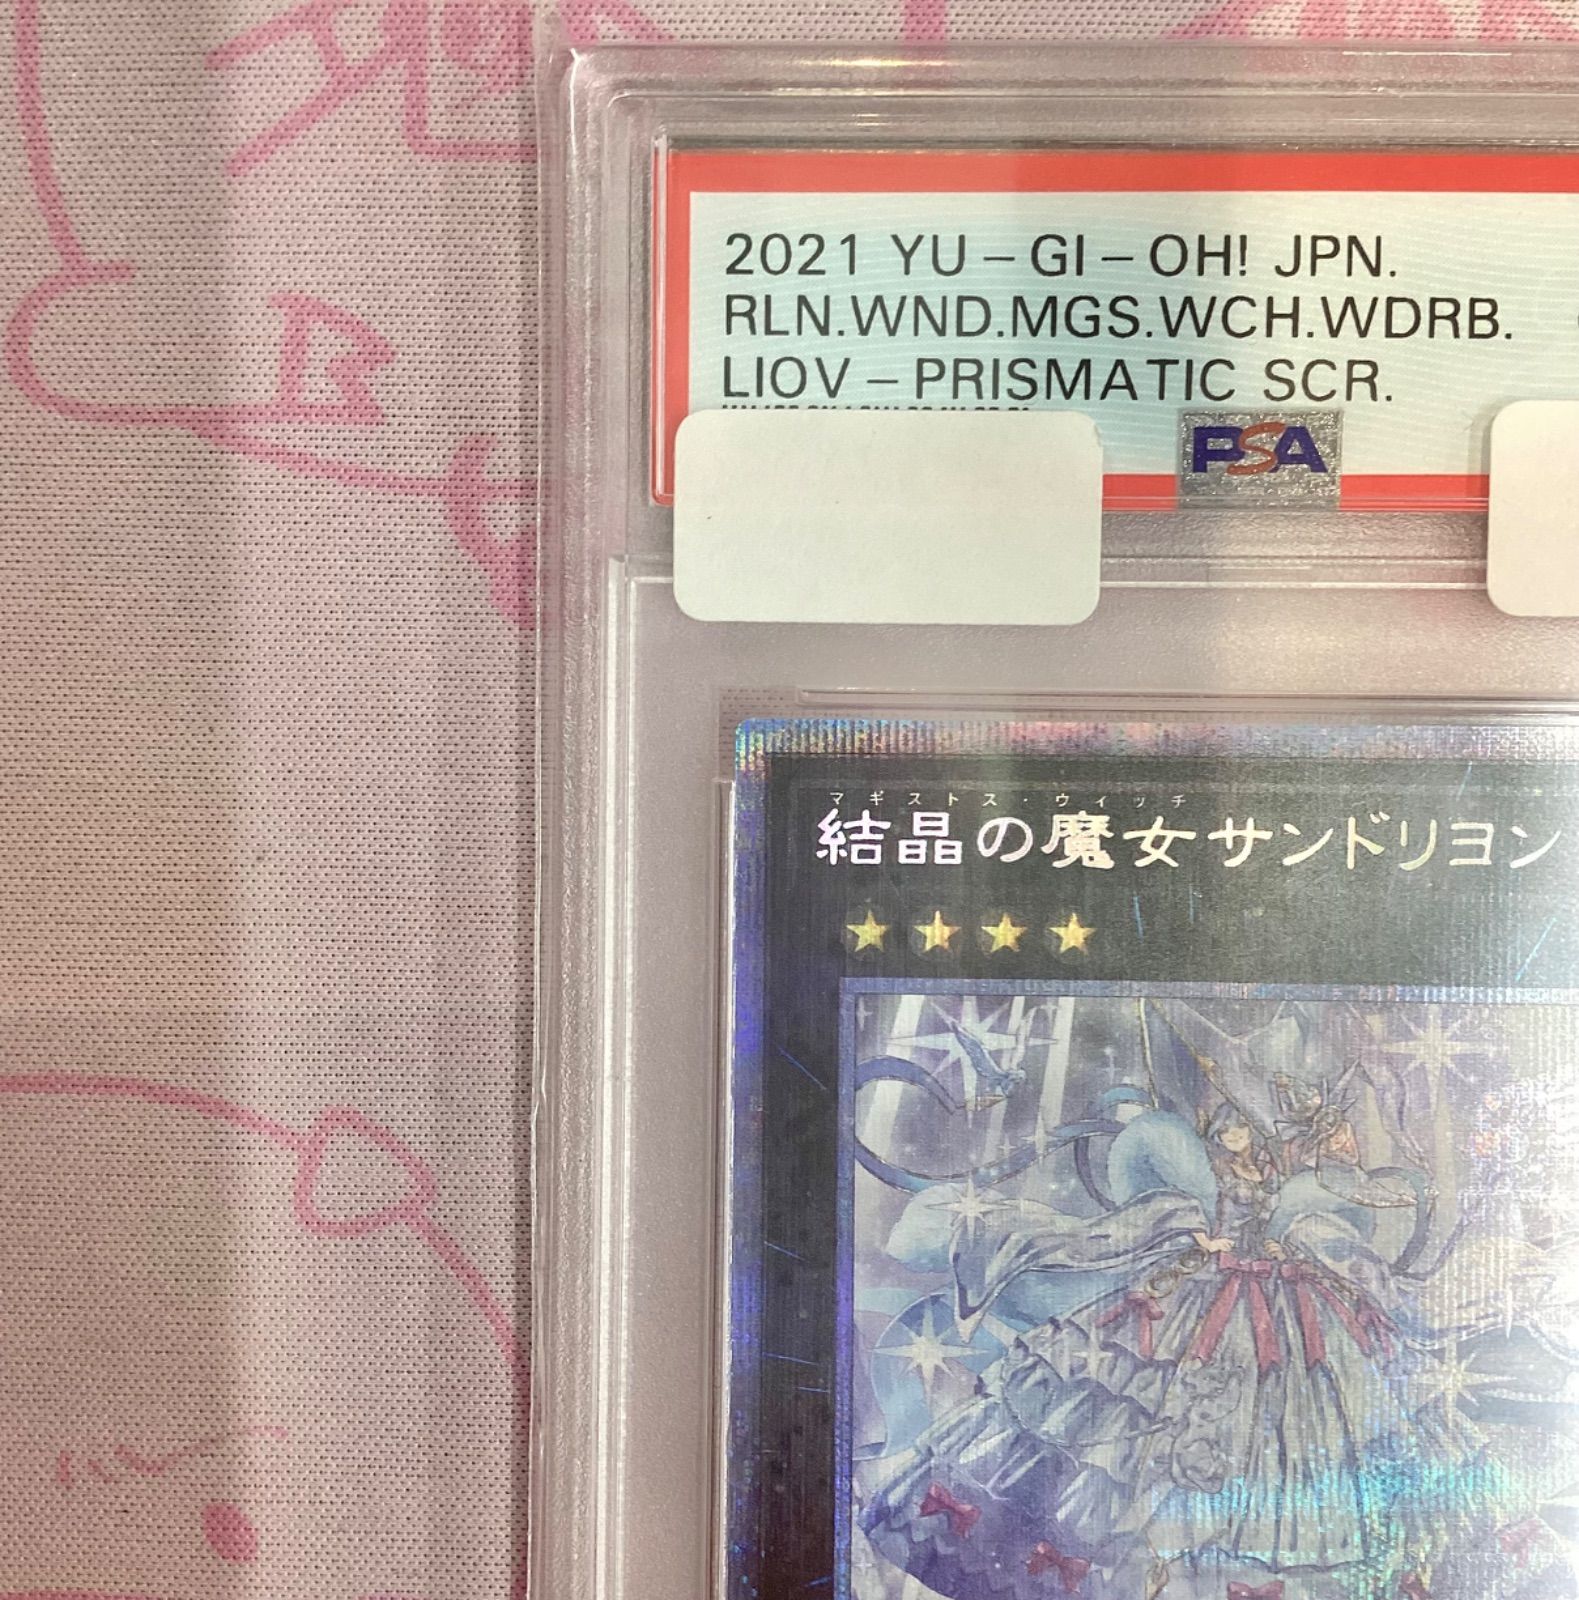 2021 YU-GI-OH! JPN.
RLN.WND.MGS.WCH.WDRB.
LIOV-PRISMATIC SCR.
PSA
マギストス・ウィッチ
結晶の魔女サンドリヨン